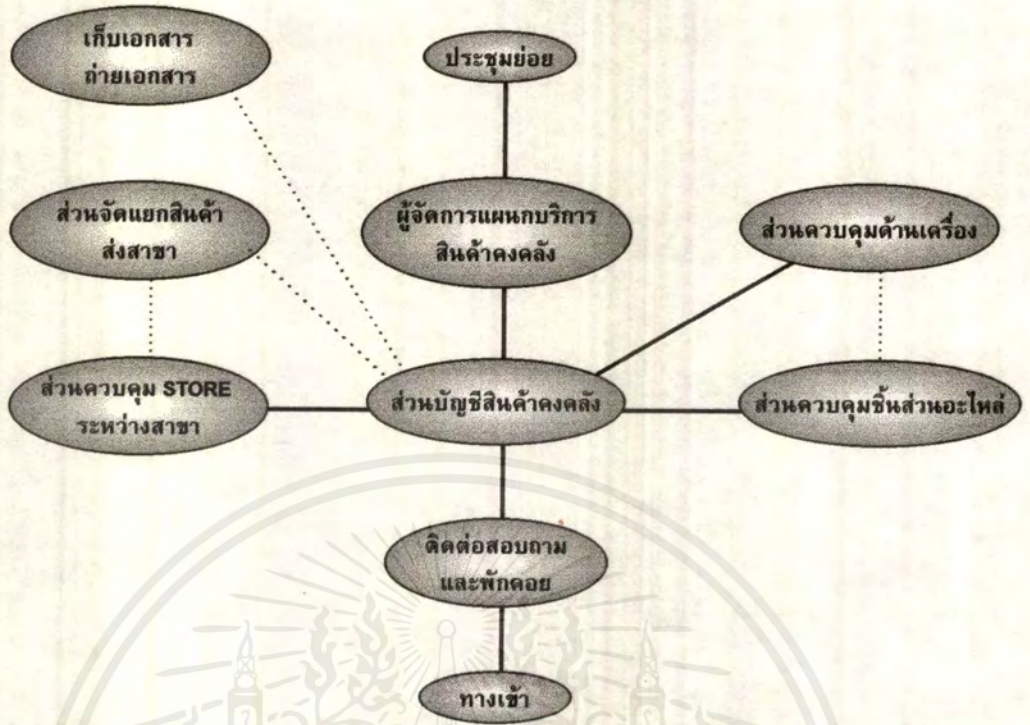 เก็บเอกสาร
ถ่ายเอกสาร
ประชุมย่อย
ส่วนจัดแยกสินค้า
ส่งสาขา
ผู้จัดการแผนกบริการ
สินค้าคงคลัง
ส่วนควบคุมด้านเครื่อง
ส่วนควบคุม STORE
ระหว่างสาขา
ส่วนบัญชีสินค้าคงคลัง
ส่วนควบคุมชิ้นส่วนอะไหล่
ติดต่อสอบถาม
และพักคอย
ทางเข้า